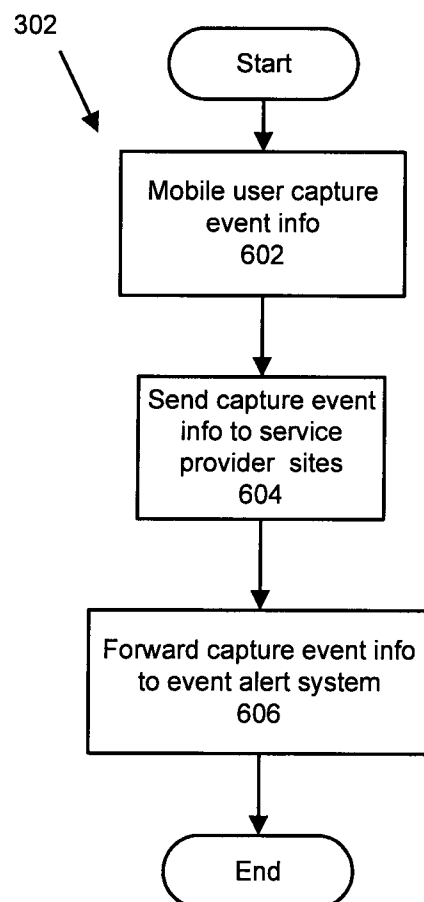 302
Start
Mobile user capture
event info
602
Send capture event
info to service
provider sites
604
Forward capture event info
to event alert system
606
End